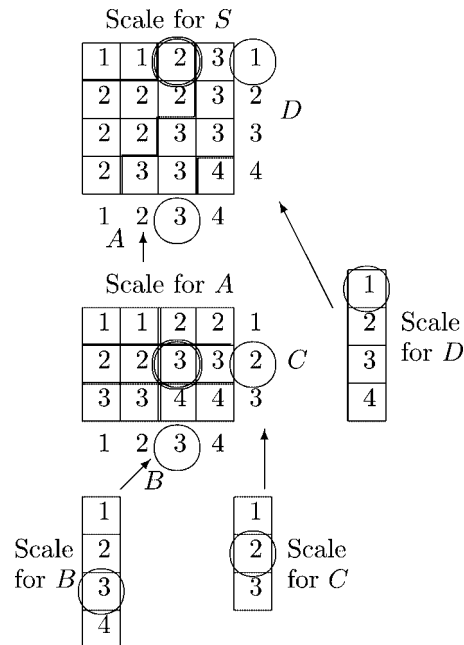 Scale for S
1 1 2 3 1
2 2 2 3 2
D
2 2 3 3 3
2 3 3 4 4
1 2 3 4
A
Scale for A
1 1 2 2 1
2 2 3 3 2
C
3 3 4 4 3
1 2 3 4
B
1
2
3
4
Scale
for D
1
2
3
4
Scale
for B
1
2
3
Scale
for C